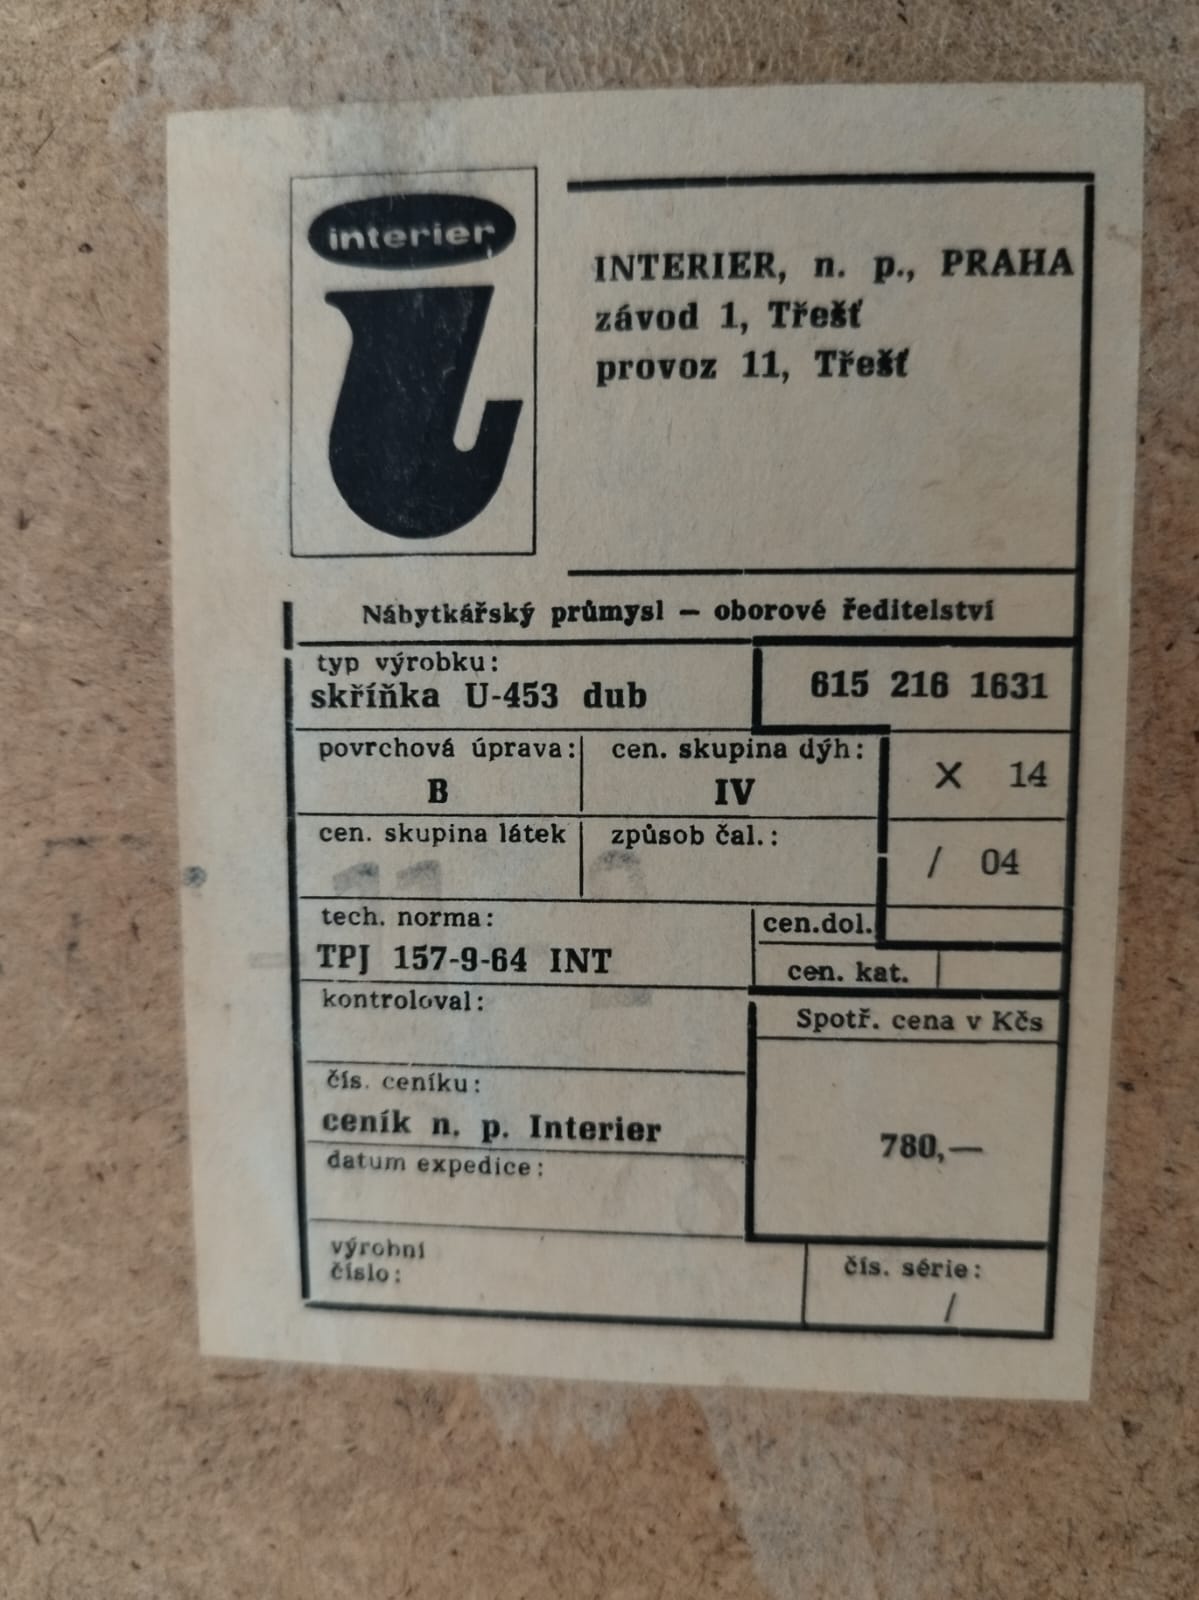 interier
INTERIER, n. p., PRAHA
závod 1, Třešť
provoz 11, Třešť
Nábytkářský průmysl — oborové ředitelství
typ výrobku:
skříňka U-453 dub
615 216 1631
povrchová úprava:
B
cen. skupina dýh:
IV
X 14
cen. skupina látek
způsob čal.:
/ 04
tech. norma:
TPJ 157-9-64 INT
cen.dol.
cen. kat.
kontroloval:
Spotř. cena v Kčs
čís. ceníku:
ceník n. p. Interier
780,—
datum expedice:
výrobní
číslo:
čís. série:
/